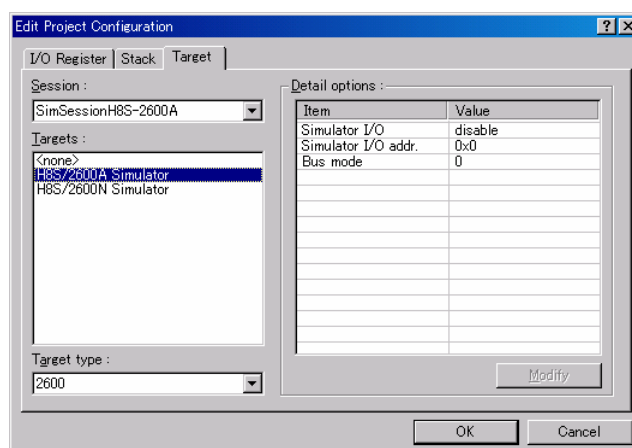 Edit Project Configuration
I/O Register Stack Target
Session :
SimSessionH8S-2600A
Targets :
<none>
H8S/2600A Simulator
H8S/2600N Simulator
Target type :
2600
Detail options :
Item Value
Simulator I/O disable
Simulator I/O addr. 0x0
Bus mode 0
Modify
OK Cancel